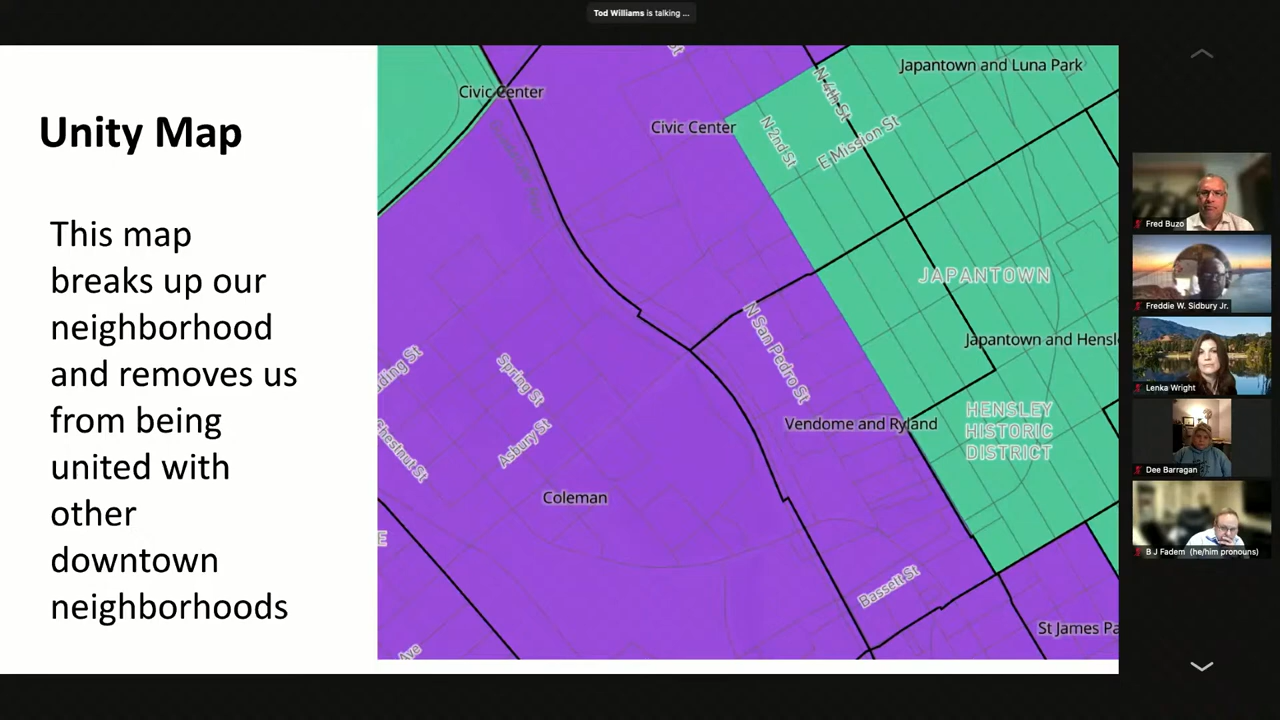 Tod Williams is talking ...
Unity Map
This map
breaks up our
neighborhood
and removes us
from being
united with
other
downtown
neighborhoods
St
Civic Center
Civic Center
N 4th St
Japantown and Luna Park
N 2nd St
E Mission St
JAPANTOWN
Japantown and Hensl
N San Pedro St
Spring St
Asbury St
Chestnut St
Vendome and Ryland
HENSLEY
HISTORIC
DISTRICT
Coleman
E
Bassett St
St James Pa
Ave
Fred Buzo
Freddie W. Sidbury Jr.
Lenka Wright
Dee Barragan
B J Fadem (he/him pronouns)